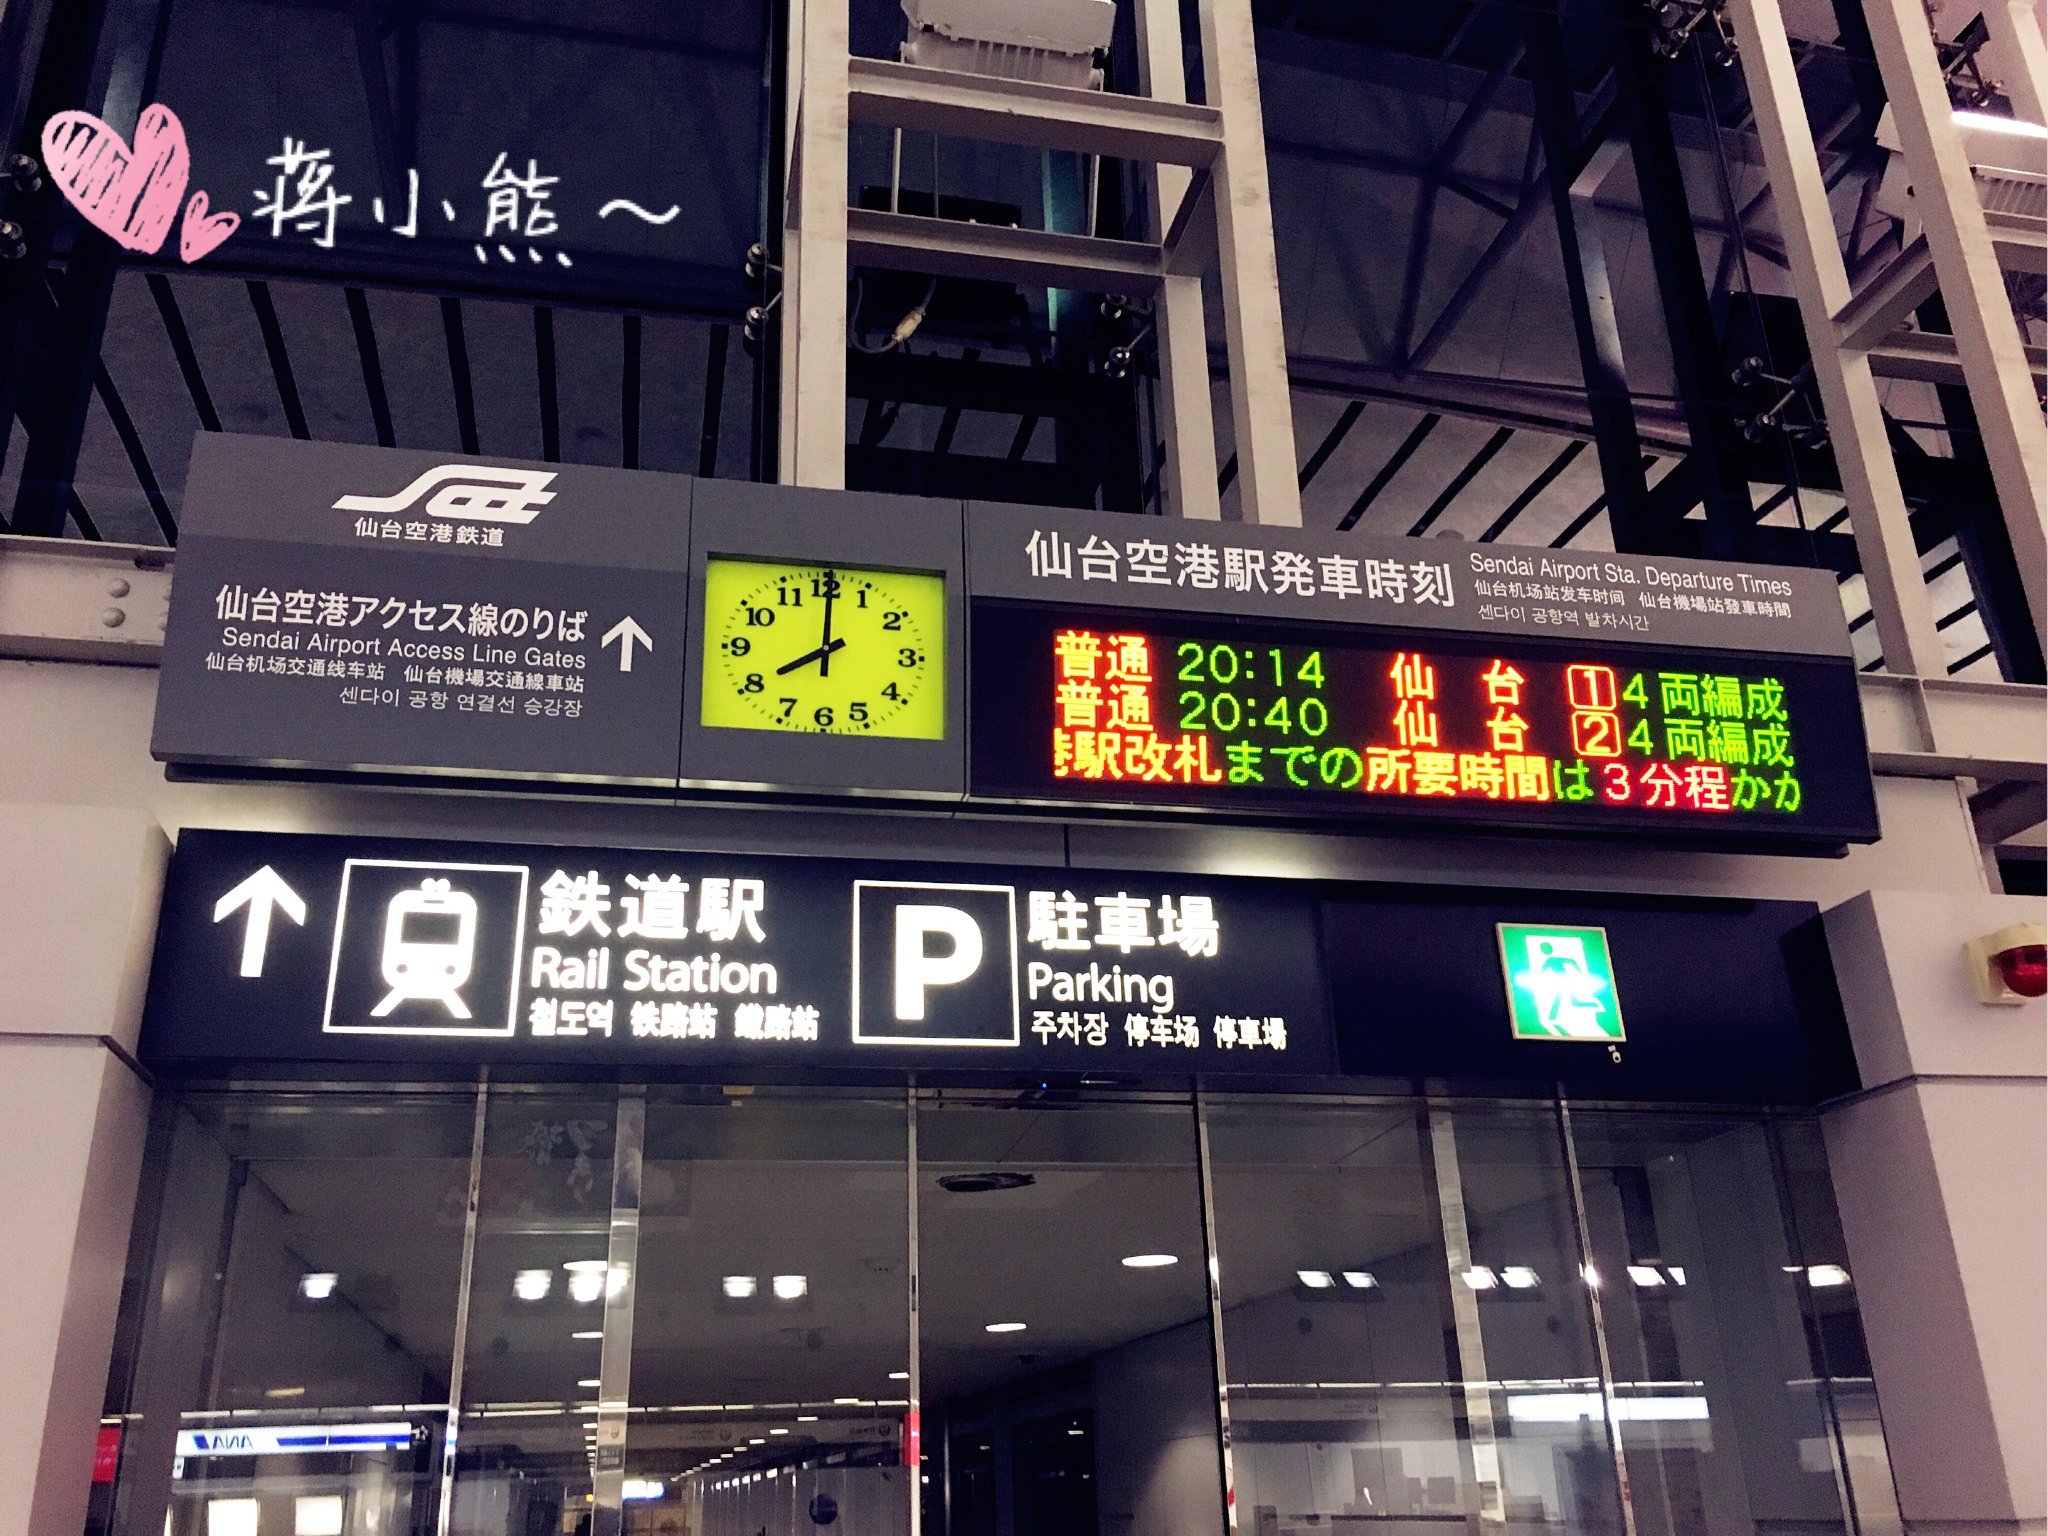 蒋小熊~
仙台空港鉄道
仙台空港アクセス線のりば
Sendai Airport Access Line Gates
仙台机场交通线车站 仙台機場交通線車站
센다이 공항 연결선 승강장
12 1 2 3 4 5 6 7 8 9 10 11
仙台空港駅発車時刻
Sendai Airport Sta. Departure Times
仙台机场站发车时间 仙台機場站發車時間
센다이 공항역 발차시간
普通 20:14 仙台 1 4両編成
普通 20:40 仙台 2 4両編成
港駅改札までの所要時間は3分程かか
鉄道駅
Rail Station
철도역 铁路站 鐵路站
P
駐車場
Parking
주차장 停车场 停車場
ANA